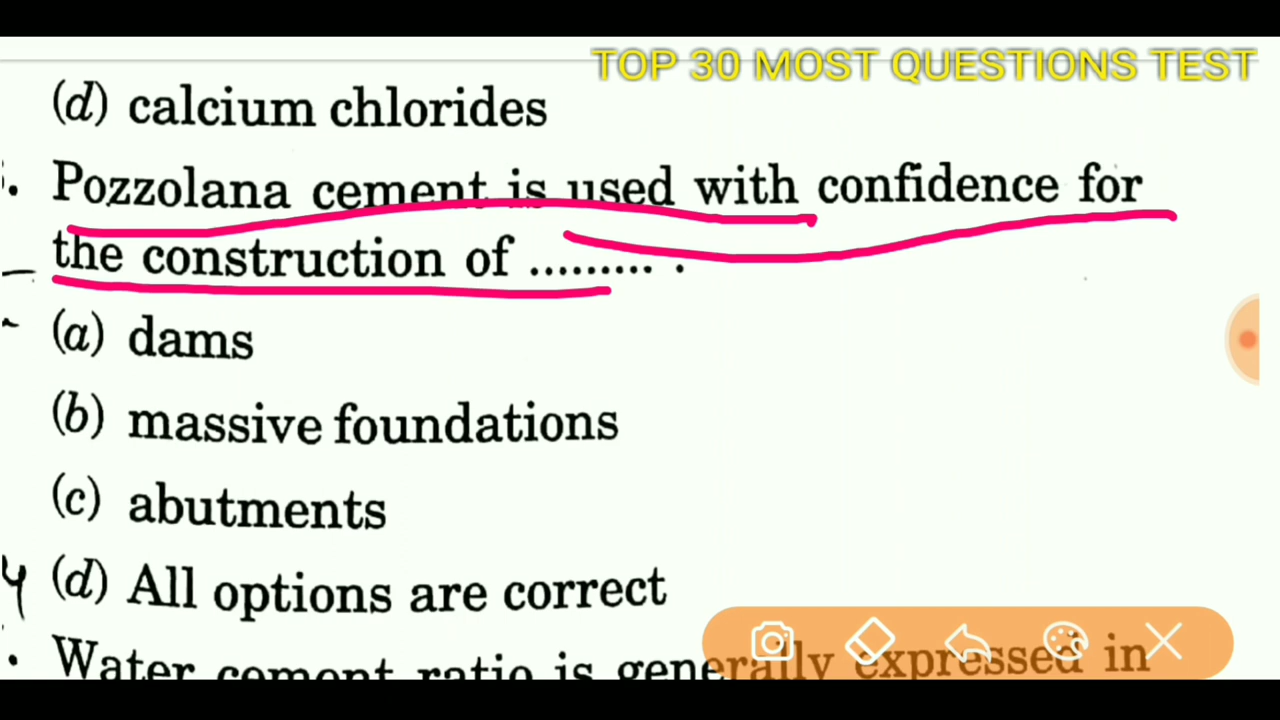 TOP 30 MOST QUESTIONS TEST
(d) calcium chlorides
. Pozzolana cement is used with confidence for
the construction of ......... .
(a) dams
(b) massive foundations
(c) abutments
(d) All options are correct
. Water cement ratio is generally expressed in